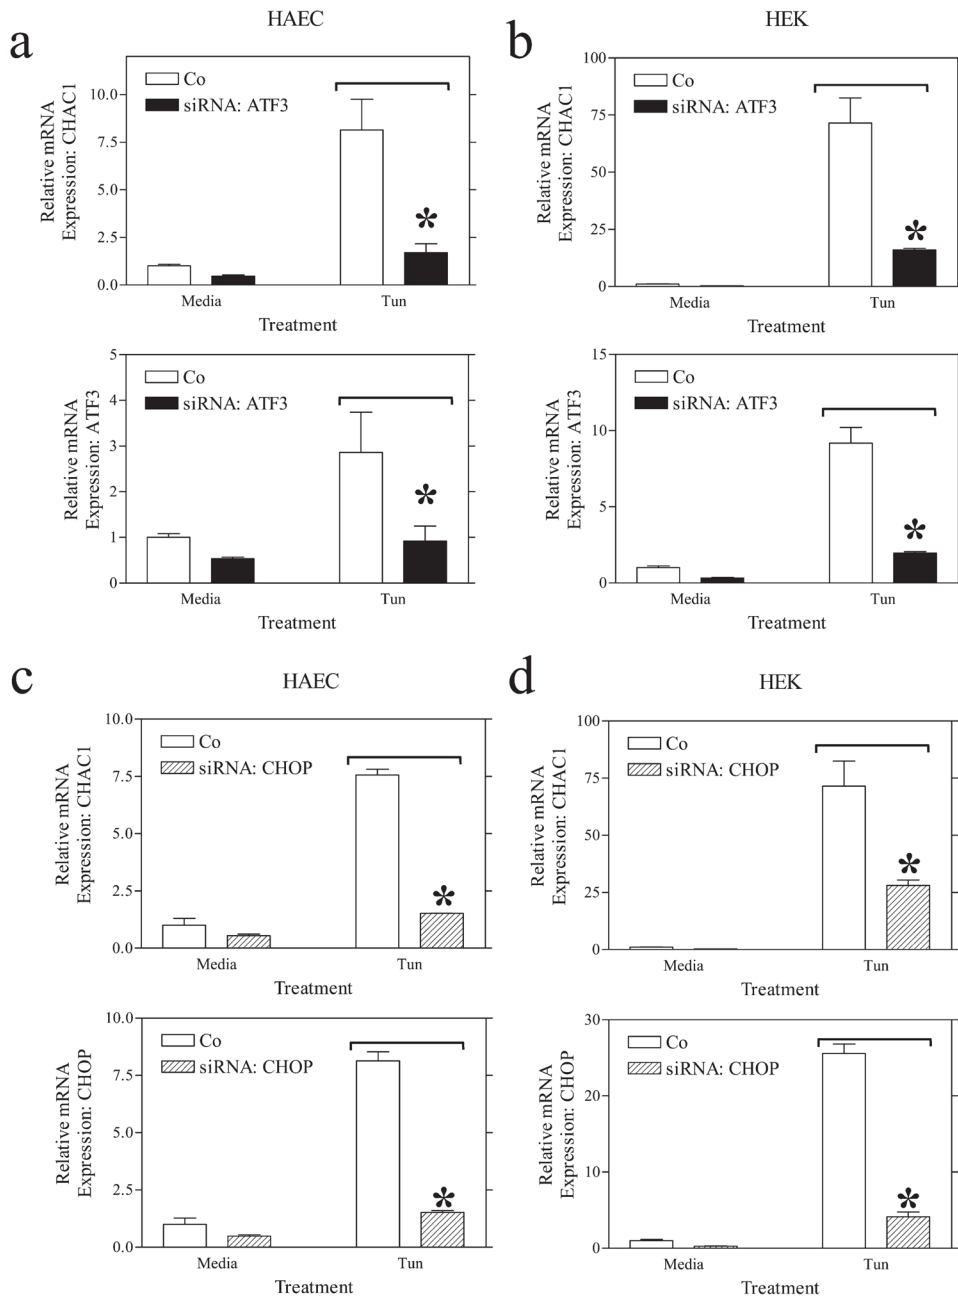 HAEC
HEK
a
b
Relative mRNA
Expression: CHAC1
10.0
7.5
5.0
2.5
0.0
Co
siRNA: ATF3
*
Media
Tun
Treatment
Relative mRNA
Expression: CHAC1
100
75
50
25
0
Co
siRNA: ATF3
*
Media
Tun
Treatment
Relative mRNA
Expression: ATF3
5
4
3
2
1
0
Co
siRNA: ATF3
*
Media
Tun
Treatment
Relative mRNA
Expression: ATF3
15
10
5
0
Co
siRNA: ATF3
*
Media
Tun
Treatment
c
HAEC
d
HEK
Relative mRNA
Expression: CHAC1
10.0
7.5
5.0
2.5
0.0
Co
siRNA: CHOP
*
Media
Tun
Treatment
Relative mRNA
Expression: CHAC1
100
75
50
25
0
Co
siRNA: CHOP
*
Media
Tun
Treatment
Relative mRNA
Expression: CHOP
10.0
7.5
5.0
2.5
0.0
Co
siRNA: CHOP
*
Media
Tun
Treatment
Relative mRNA
Expression: CHOP
30
20
10
0
Co
siRNA: CHOP
*
Media
Tun
Treatment